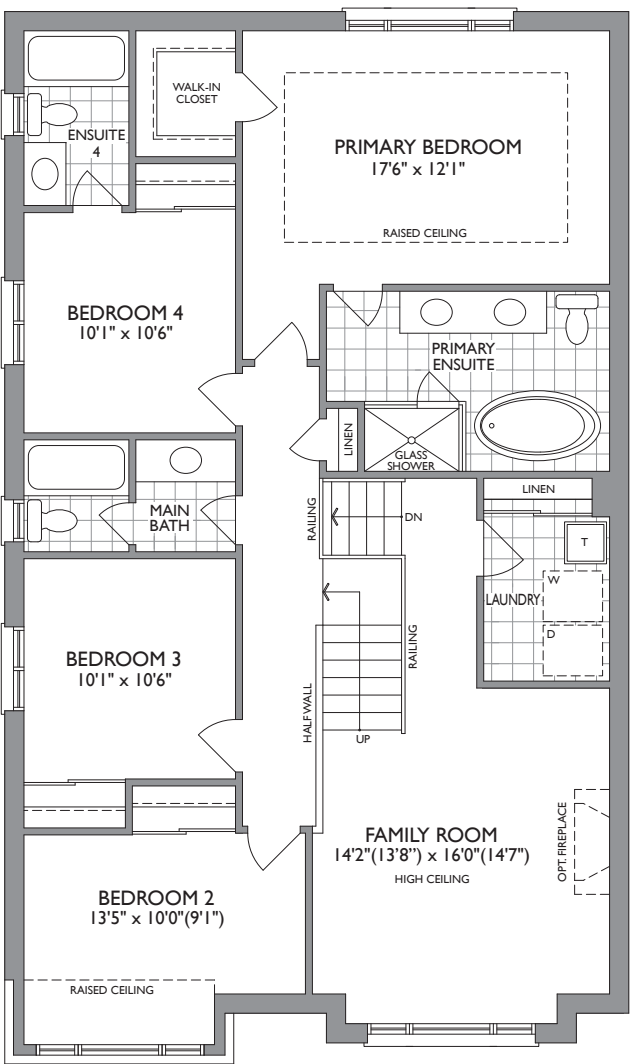 WALK-IN
CLOSET
ENSUITE
4
PRIMARY BEDROOM
17'6" x 12'1"
RAISED CEILING
BEDROOM 4
10'1" x 10'6"
PRIMARY
ENSUITE
LINEN
GLASS
SHOWER
MAIN
BATH
RAILING
DN
LINEN
T
W
LAUNDRY
D
RAILING
BEDROOM 3
10'1" x 10'6"
HALF WALL
UP
FAMILY ROOM
14'2"(13'8") x 16'0"(14'7")
HIGH CEILING
OPT. FIREPLACE
BEDROOM 2
13'5" x 10'0"(9'1")
RAISED CEILING